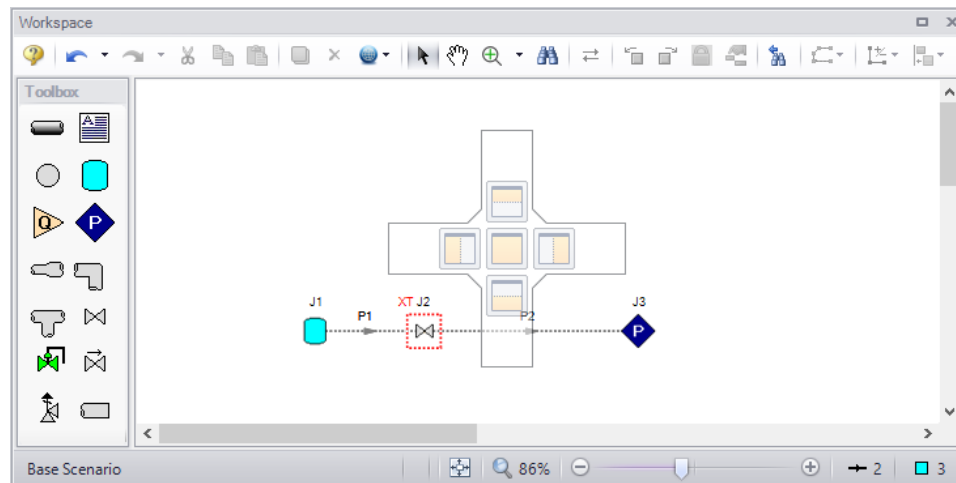 Workspace
Toolbox
A
Q
P
J1
P1
XT J2
P2
J3
P
Base Scenario
86%
2
3